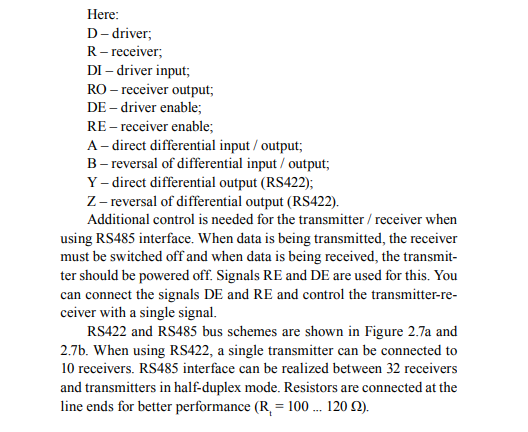 Here:
D – driver;
R – receiver;
DI – driver input;
RO – receiver output;
DE – driver enable;
RE – receiver enable;
A – direct differential input / output;
B – reversal of differential input / output;
Y – direct differential output (RS422);
Z – reversal of differential output (RS422).
Additional control is needed for the transmitter / receiver when
using RS485 interface. When data is being transmitted, the receiver
must be switched off and when data is being received, the transmit-
ter should be powered off. Signals RE and DE are used for this. You
can connect the signals DE and RE and control the transmitter-re-
ceiver with a single signal.
RS422 and RS485 bus schemes are shown in Figure 2.7a and
2.7b. When using RS422, a single transmitter can be connected to
10 receivers. RS485 interface can be realized between 32 receivers
and transmitters in half-duplex mode. Resistors are connected at the
line ends for better performance (Rt = 100 ... 120 Ω).